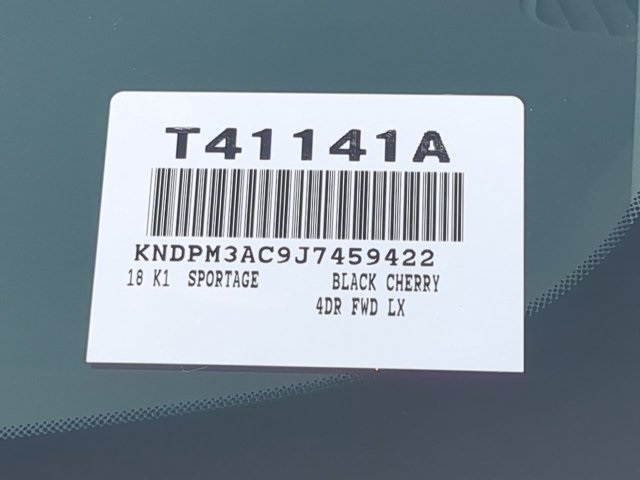 T41141A
KNDPM3AC9J7459422
18 K1 SPORTAGE BLACK CHERRY
4DR FWD LX